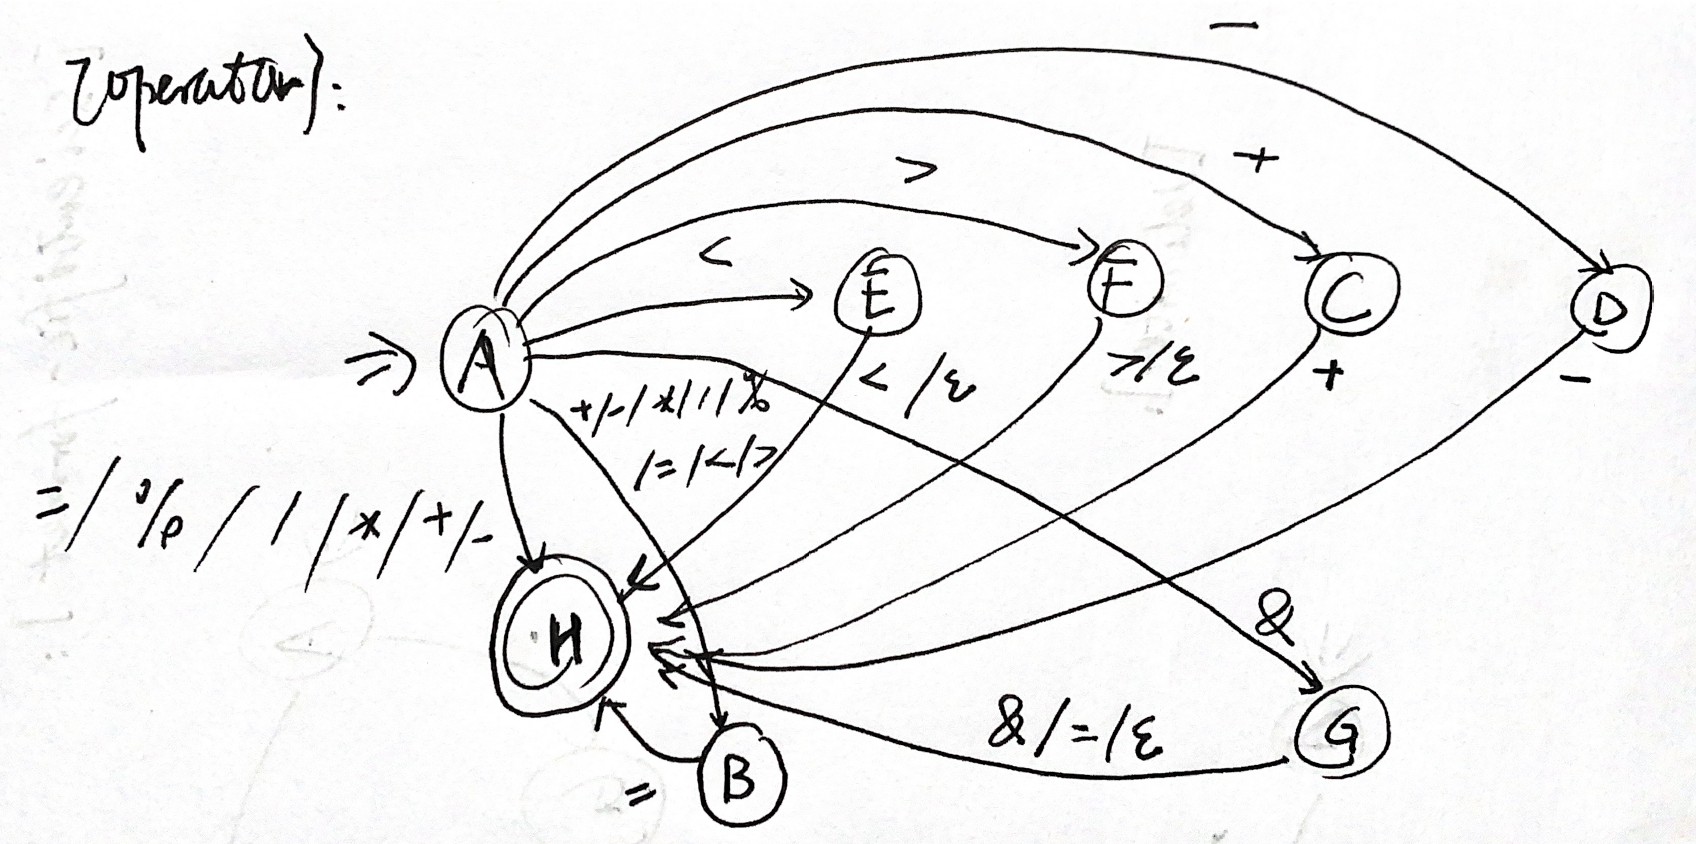 {operator}:
−
+
>
<
E
F
C
D
⇒ A
< /ε
>/ε
+
−
+/-/*/ / /%
/=/</>
=/ % / / /*/+/-
H
&
&/=/ε
G
B
=